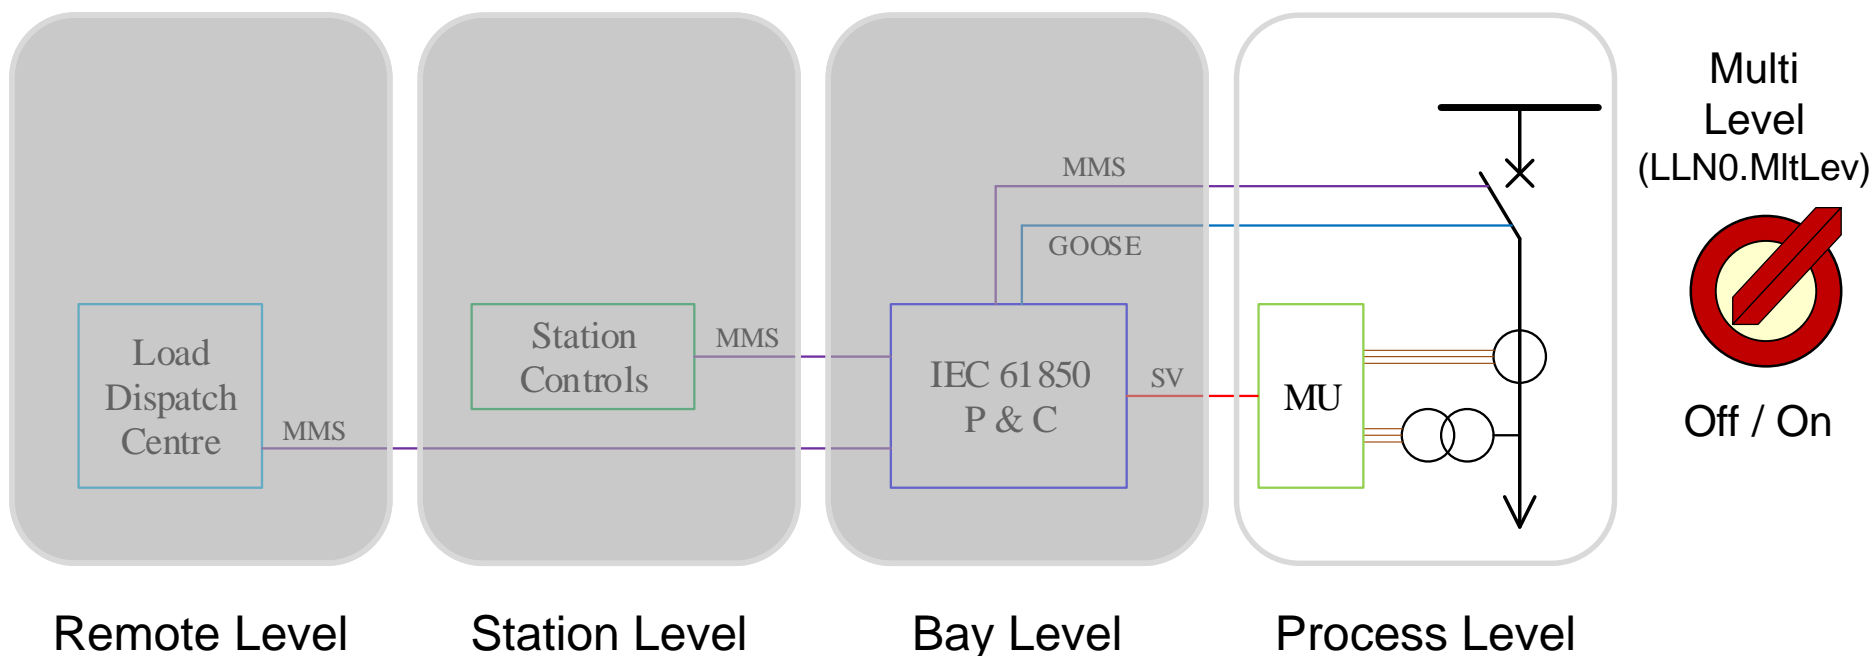 Load
Dispatch
Centre
MMS
Station
Controls
MMS
MMS
GOOSE
IEC 61850
P & C
SV
MU
Multi
Level
(LLN0.MltLev)
Off / On
Remote Level
Station Level
Bay Level
Process Level